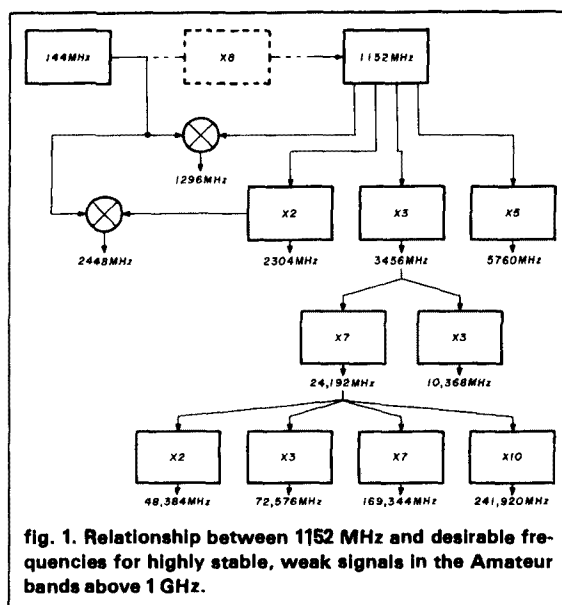 144MHz
X8
1152MHz
1296MHz
X2
X3
X5
2448MHz
2304MHz
3456MHz
5760MHz
X7
X3
24,192MHz
10,368MHz
X2
X3
X7
X10
48,384MHz
72,576MHz
169,344MHz
241,920MHz
fig. 1. Relationship between 1152 MHz and desirable fre-
quencies for highly stable, weak signals in the Amateur
bands above 1 GHz.